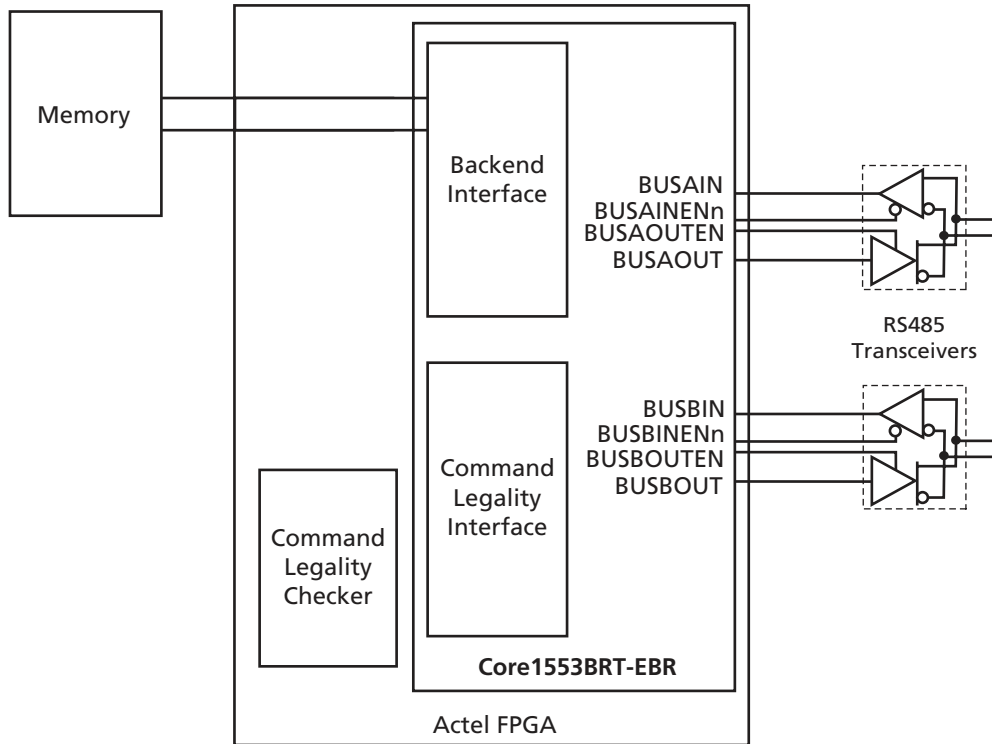 Memory
Backend
Interface
BUSAIN
BUSAINENn
BUSAOUTEN
BUSAOUT
RS485
Transceivers
BUSBIN
BUSBINENn
BUSBOUTEN
BUSBOUT
Command
Legality
Interface
Command
Legality
Checker
Core1553BRT-EBR
Actel FPGA